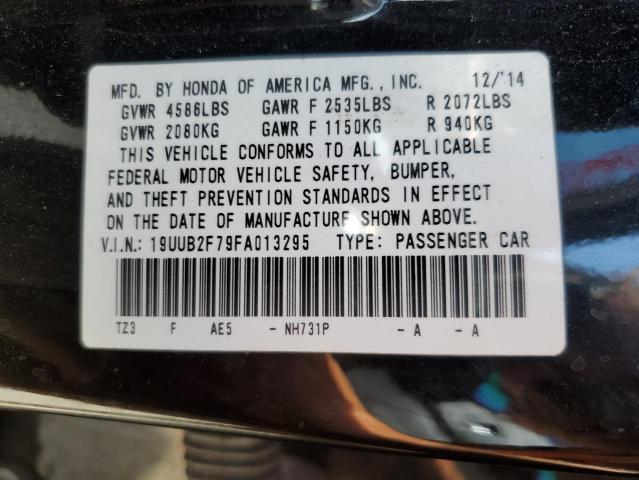 MFD. BY HONDA OF AMERICA MFG., INC. 12/'14
GVWR 4586LBS GAWR F 2535LBS R 2072LBS
GVWR 2080KG GAWR F 1150KG R 940KG
THIS VEHICLE CONFORMS TO ALL APPLICABLE
FEDERAL MOTOR VEHICLE SAFETY, BUMPER,
AND THEFT PREVENTION STANDARDS IN EFFECT
ON THE DATE OF MANUFACTURE SHOWN ABOVE.
V.I.N.: 19UUB2F79FA013295 TYPE: PASSENGER CAR
TZ3 F AE5 - NH731P - A - A